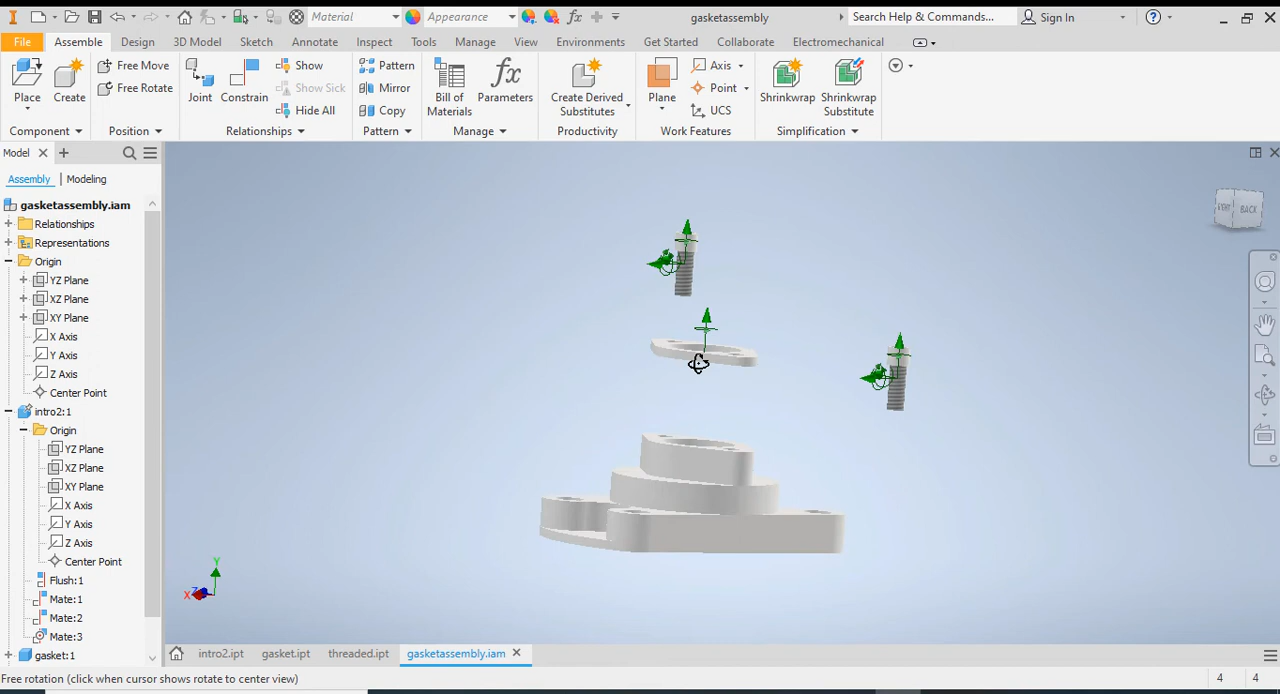 Material
Appearance
fx
gasketassembly
Search Help & Commands...
Sign In
?
File
Assemble
Design
3D Model
Sketch
Annotate
Inspect
Tools
Manage
View
Environments
Get Started
Collaborate
Electromechanical
Place
Create
Free Move
Free Rotate
Joint
Constrain
Show
Show Sick
Hide All
Pattern
Mirror
Copy
Bill of
Materials
fx
Parameters
Create Derived
Substitutes
Plane
Axis
Point
UCS
Shrinkwrap
Shrinkwrap
Substitute
Component
Position
Relationships
Pattern
Manage
Productivity
Work Features
Simplification
Model
Assembly
Modeling
gasketassembly.iam
Relationships
Representations
Origin
YZ Plane
XZ Plane
XY Plane
X Axis
Y Axis
Z Axis
Center Point
intro2:1
Origin
YZ Plane
XZ Plane
XY Plane
X Axis
Y Axis
Z Axis
Center Point
Flush:1
Mate:1
Mate:2
Mate:3
gasket:1
BACK
Y
Z
X
intro2.ipt
gasket.ipt
threaded.ipt
gasketassembly.iam
Free rotation (click when cursor shows rotate to center view)
4
4